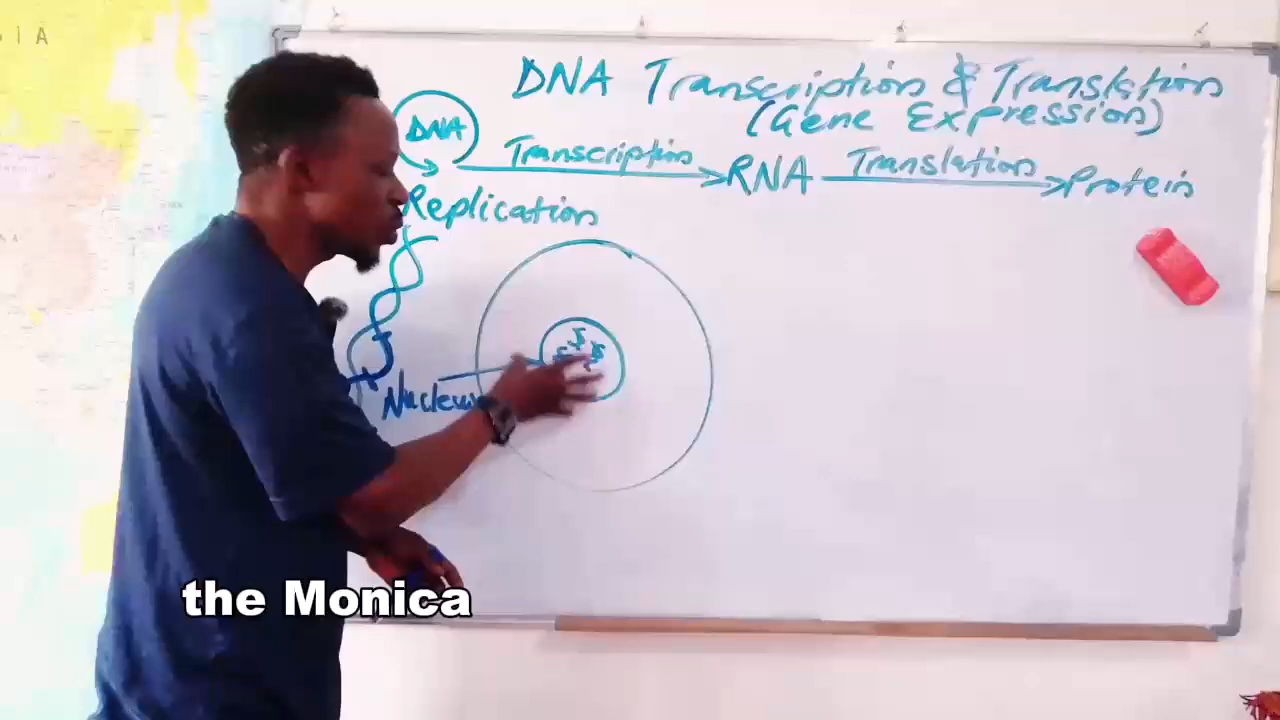 DNA Transcription & Translation
(Gene Expression)
DNA Transcription RNA Translation Protein
Replication
Nucleus
the Monica